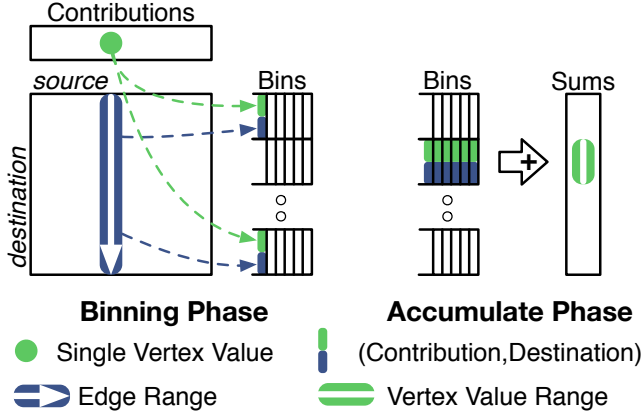 Contributions
source
Bins
Bins
Sums
destination
+
Binning Phase
Accumulate Phase
Single Vertex Value
(Contribution,Destination)
Edge Range
Vertex Value Range